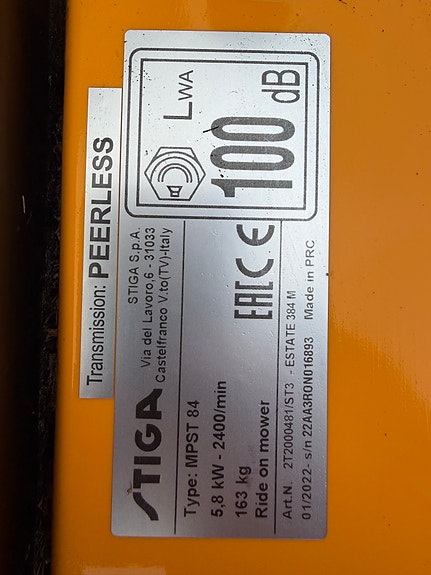 Transmission: PEERLESS
STIGA
STIGA S.p.A.
Via del Lavoro,6 - 31033
Castelfranco V.to(TV)-Italy
LWA
100 dB
Type: MPST 84
5,8 kW - 2400/min
163 kg
Ride on mower
EAC CE
Art.N. 2T2000481/ST3 - ESTATE 384 M
01/2022- s/n 22AA3RON016893 Made in PRC